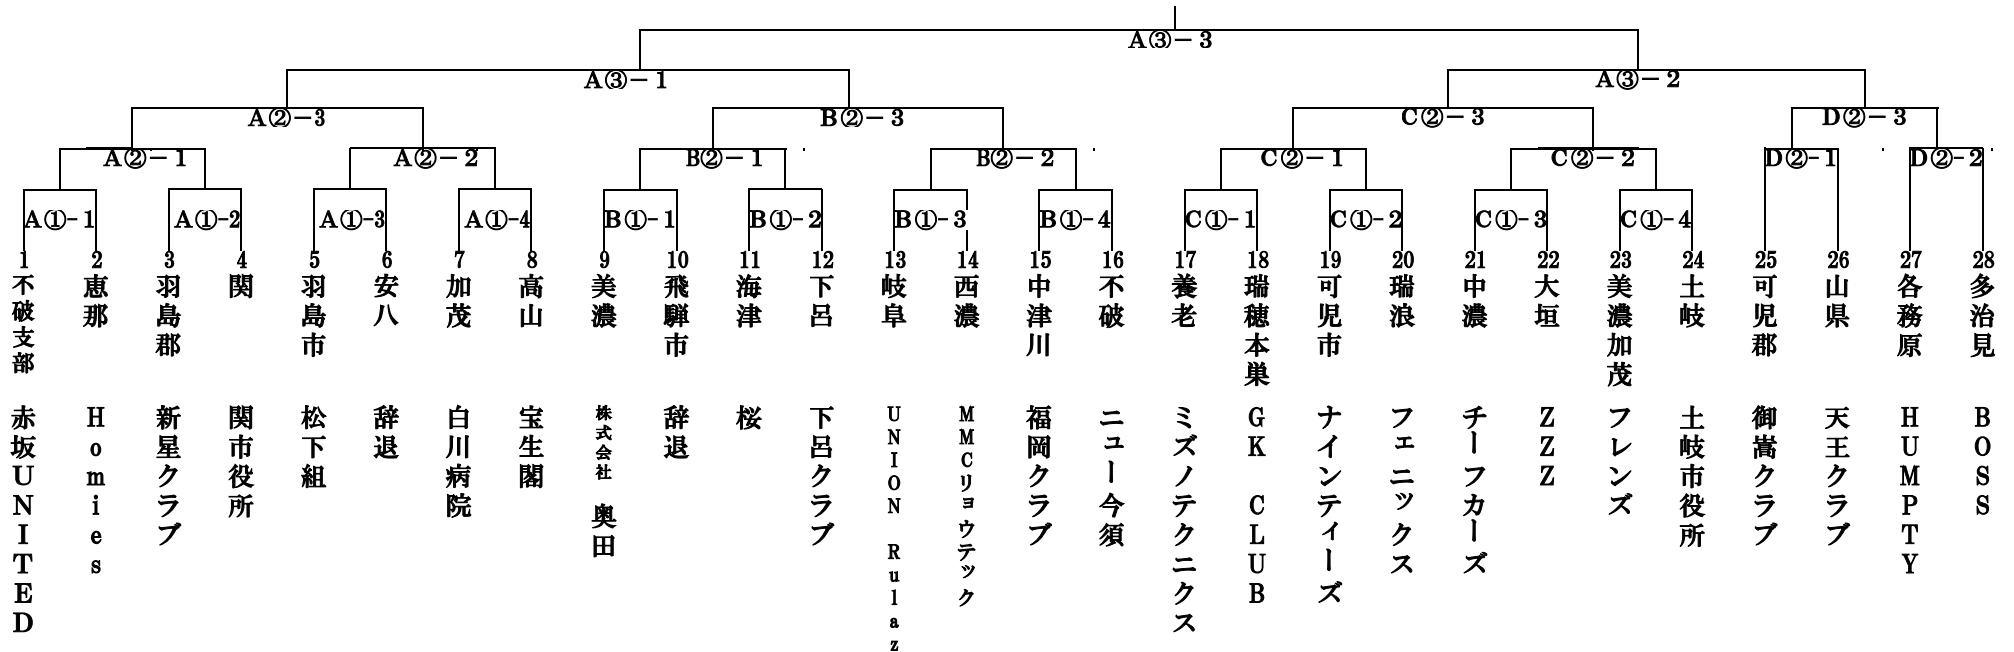 A③－3
A③－1
A③－2
A②－3
B②－3
C②－3
D②－3
A②－1
A②－2
B②－1
B②－2
C②－1
C②－2
D②-1
D②-2
A①-1
A①-2
A①-3
A①-4
B①-1
B①-2
B①-3
B①-4
C①-1
C①-2
C①-3
C①-4
1 不破支部 赤坂UNITED
2 恵那 Homies
3 羽島郡 新星クラブ
4 関 関市役所
5 羽島市 松下組
6 安八 辞退
7 加茂 白川病院
8 高山 宝生閣
9 美濃 株式会社 奥田
10 飛騨市 辞退
11 海津 桜
12 下呂 下呂クラブ
13 岐阜 UNION Rulaz
14 西濃 MMCリョウテック
15 中津川 福岡クラブ
16 不破 ニュー今須
17 養老 ミズノテクニクス
18 瑞穂本巣 GK CLUB
19 可児市 ナインティーズ
20 瑞浪 フェニックス
21 中濃 チーフカーズ
22 大垣 ZZZ
23 美濃加茂 フレンズ
24 土岐 土岐市役所
25 可児郡 御嵩クラブ
26 山県 天王クラブ
27 各務原 HUMPTY
28 多治見 BOSS